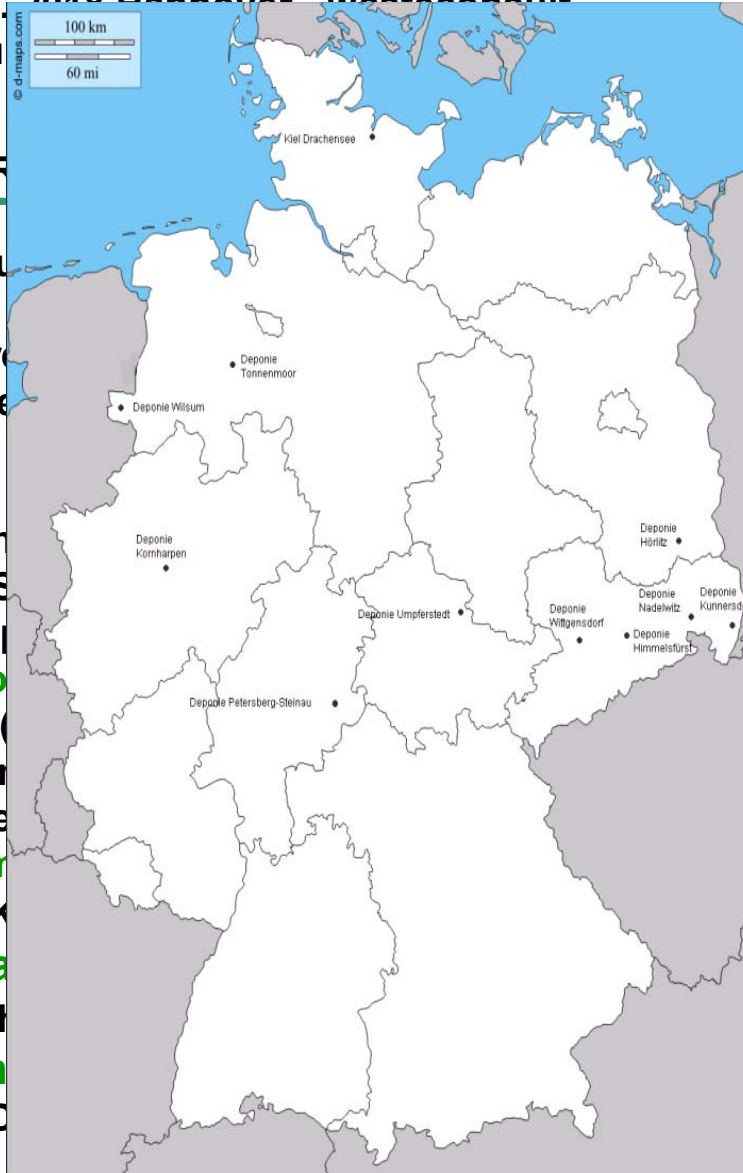 100 km
60 mi
© d-maps.com
Kiel Drachensee
Deponie
Tonnenmoor
Deponie Wilsum
Deponie
Kornharpen
Deponie
Hörlitz
Deponie Umpferstedt
Deponie
Wittgensdorf
Deponie
Nadelwitz
Deponie
Kunnersd
Deponie
Himmelsfürst
Deponie Petersberg-Steinau